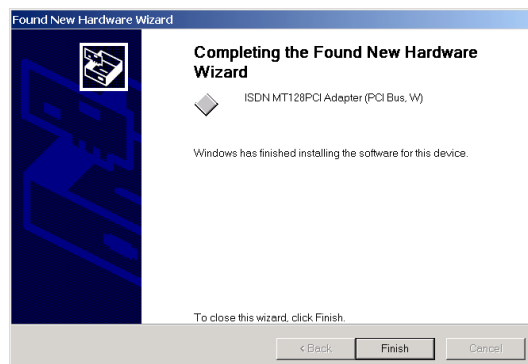 Found New Hardware Wizard
Completing the Found New Hardware
Wizard
ISDN MT128PCI Adapter (PCI Bus, W)
Windows has finished installing the software for this device.
To close this wizard, click Finish.
< Back
Finish
Cancel